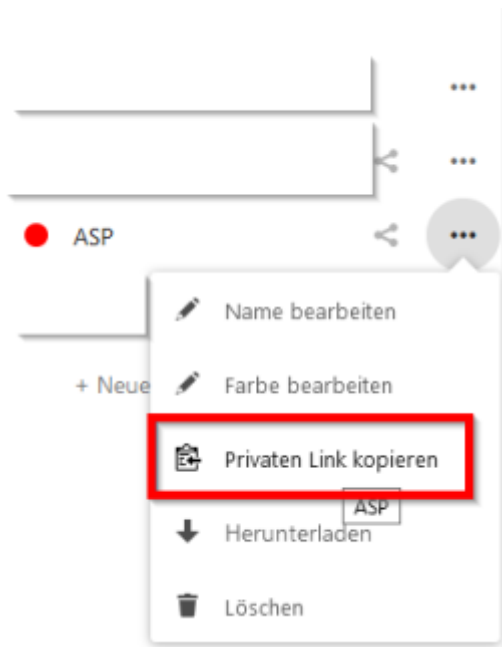 ASP
Name bearbeiten
+ Neue
Farbe bearbeiten
Privaten Link kopieren
ASP
Herunterladen
Löschen